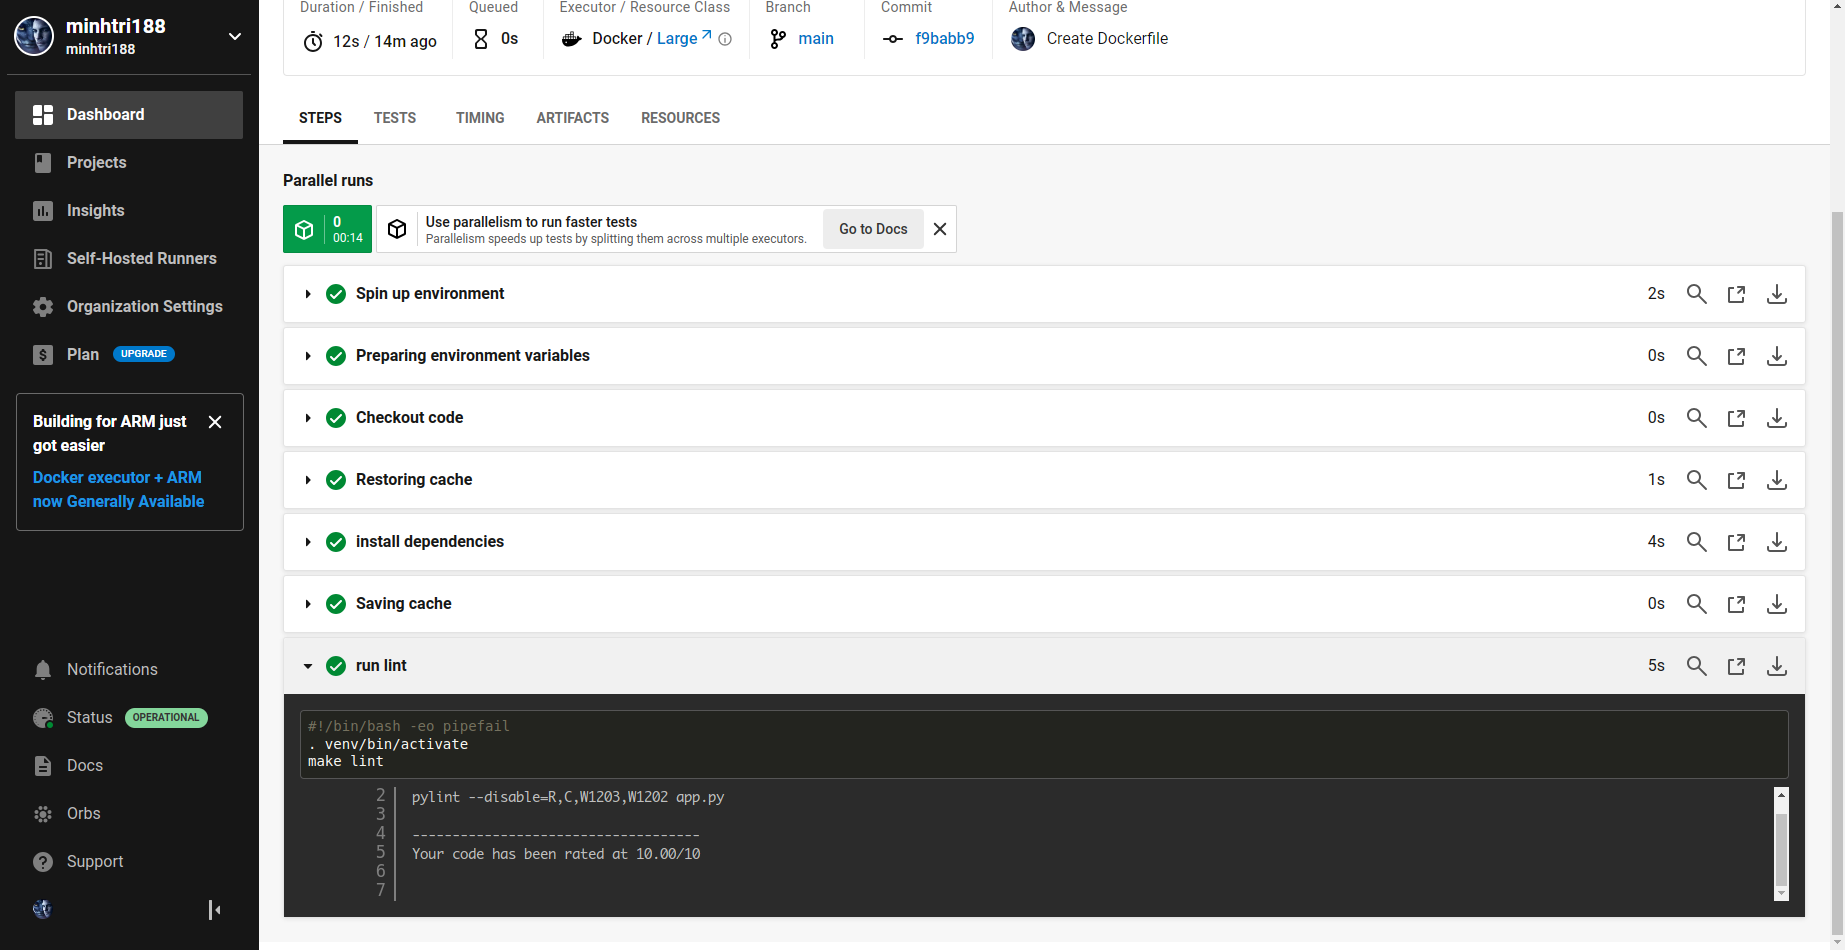 minhtri188
minhtri188
Dashboard
Projects
Insights
Self-Hosted Runners
Organization Settings
Plan UPGRADE
Building for ARM just
got easier
Docker executor + ARM
now Generally Available
Notifications
Status OPERATIONAL
Docs
Orbs
Support
Duration / Finished
12s / 14m ago
Queued
0s
Executor / Resource Class
Docker / Large
Branch
main
Commit
f9babb9
Author & Message
Create Dockerfile
STEPS TESTS TIMING ARTIFACTS RESOURCES
Parallel runs
0
00:14
Use parallelism to run faster tests
Parallelism speeds up tests by splitting them across multiple executors.
Go to Docs
Spin up environment 2s
Preparing environment variables 0s
Checkout code 0s
Restoring cache 1s
install dependencies 4s
Saving cache 0s
run lint 5s
#!/bin/bash -eo pipefail
. venv/bin/activate
make lint
2 pylint --disable=R,C,W1203,W1202 app.py
3
4 ------------------------------------
5 Your code has been rated at 10.00/10
6
7